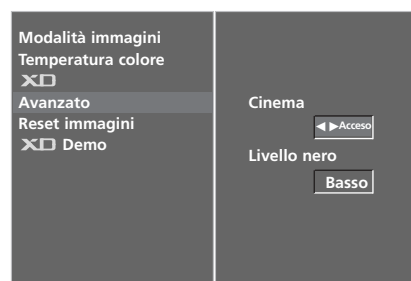 Modalità immagini
Temperatura colore
XD
Avanzato
Reset immagini
XD Demo
Cinema
◀ ▶Acceso
Livello nero
Basso